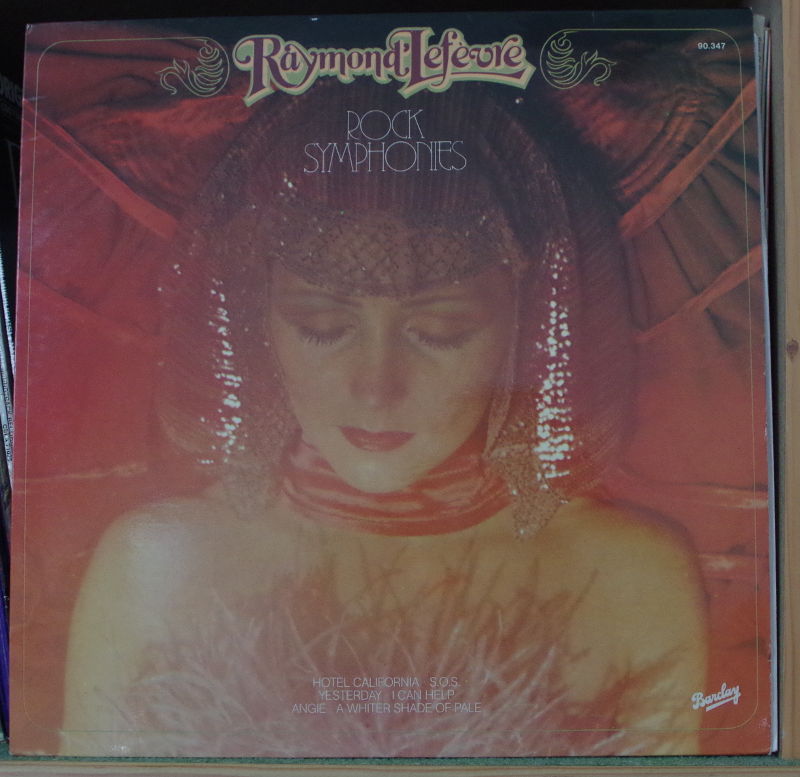 Raymond Lefèvre
90.347
ROCK
SYMPHONIES
HOTEL CALIFORNIA · S.O.S. ·
YESTERDAY · I CAN HELP
ANGIE · A WHITER SHADE OF PALE
Barclay